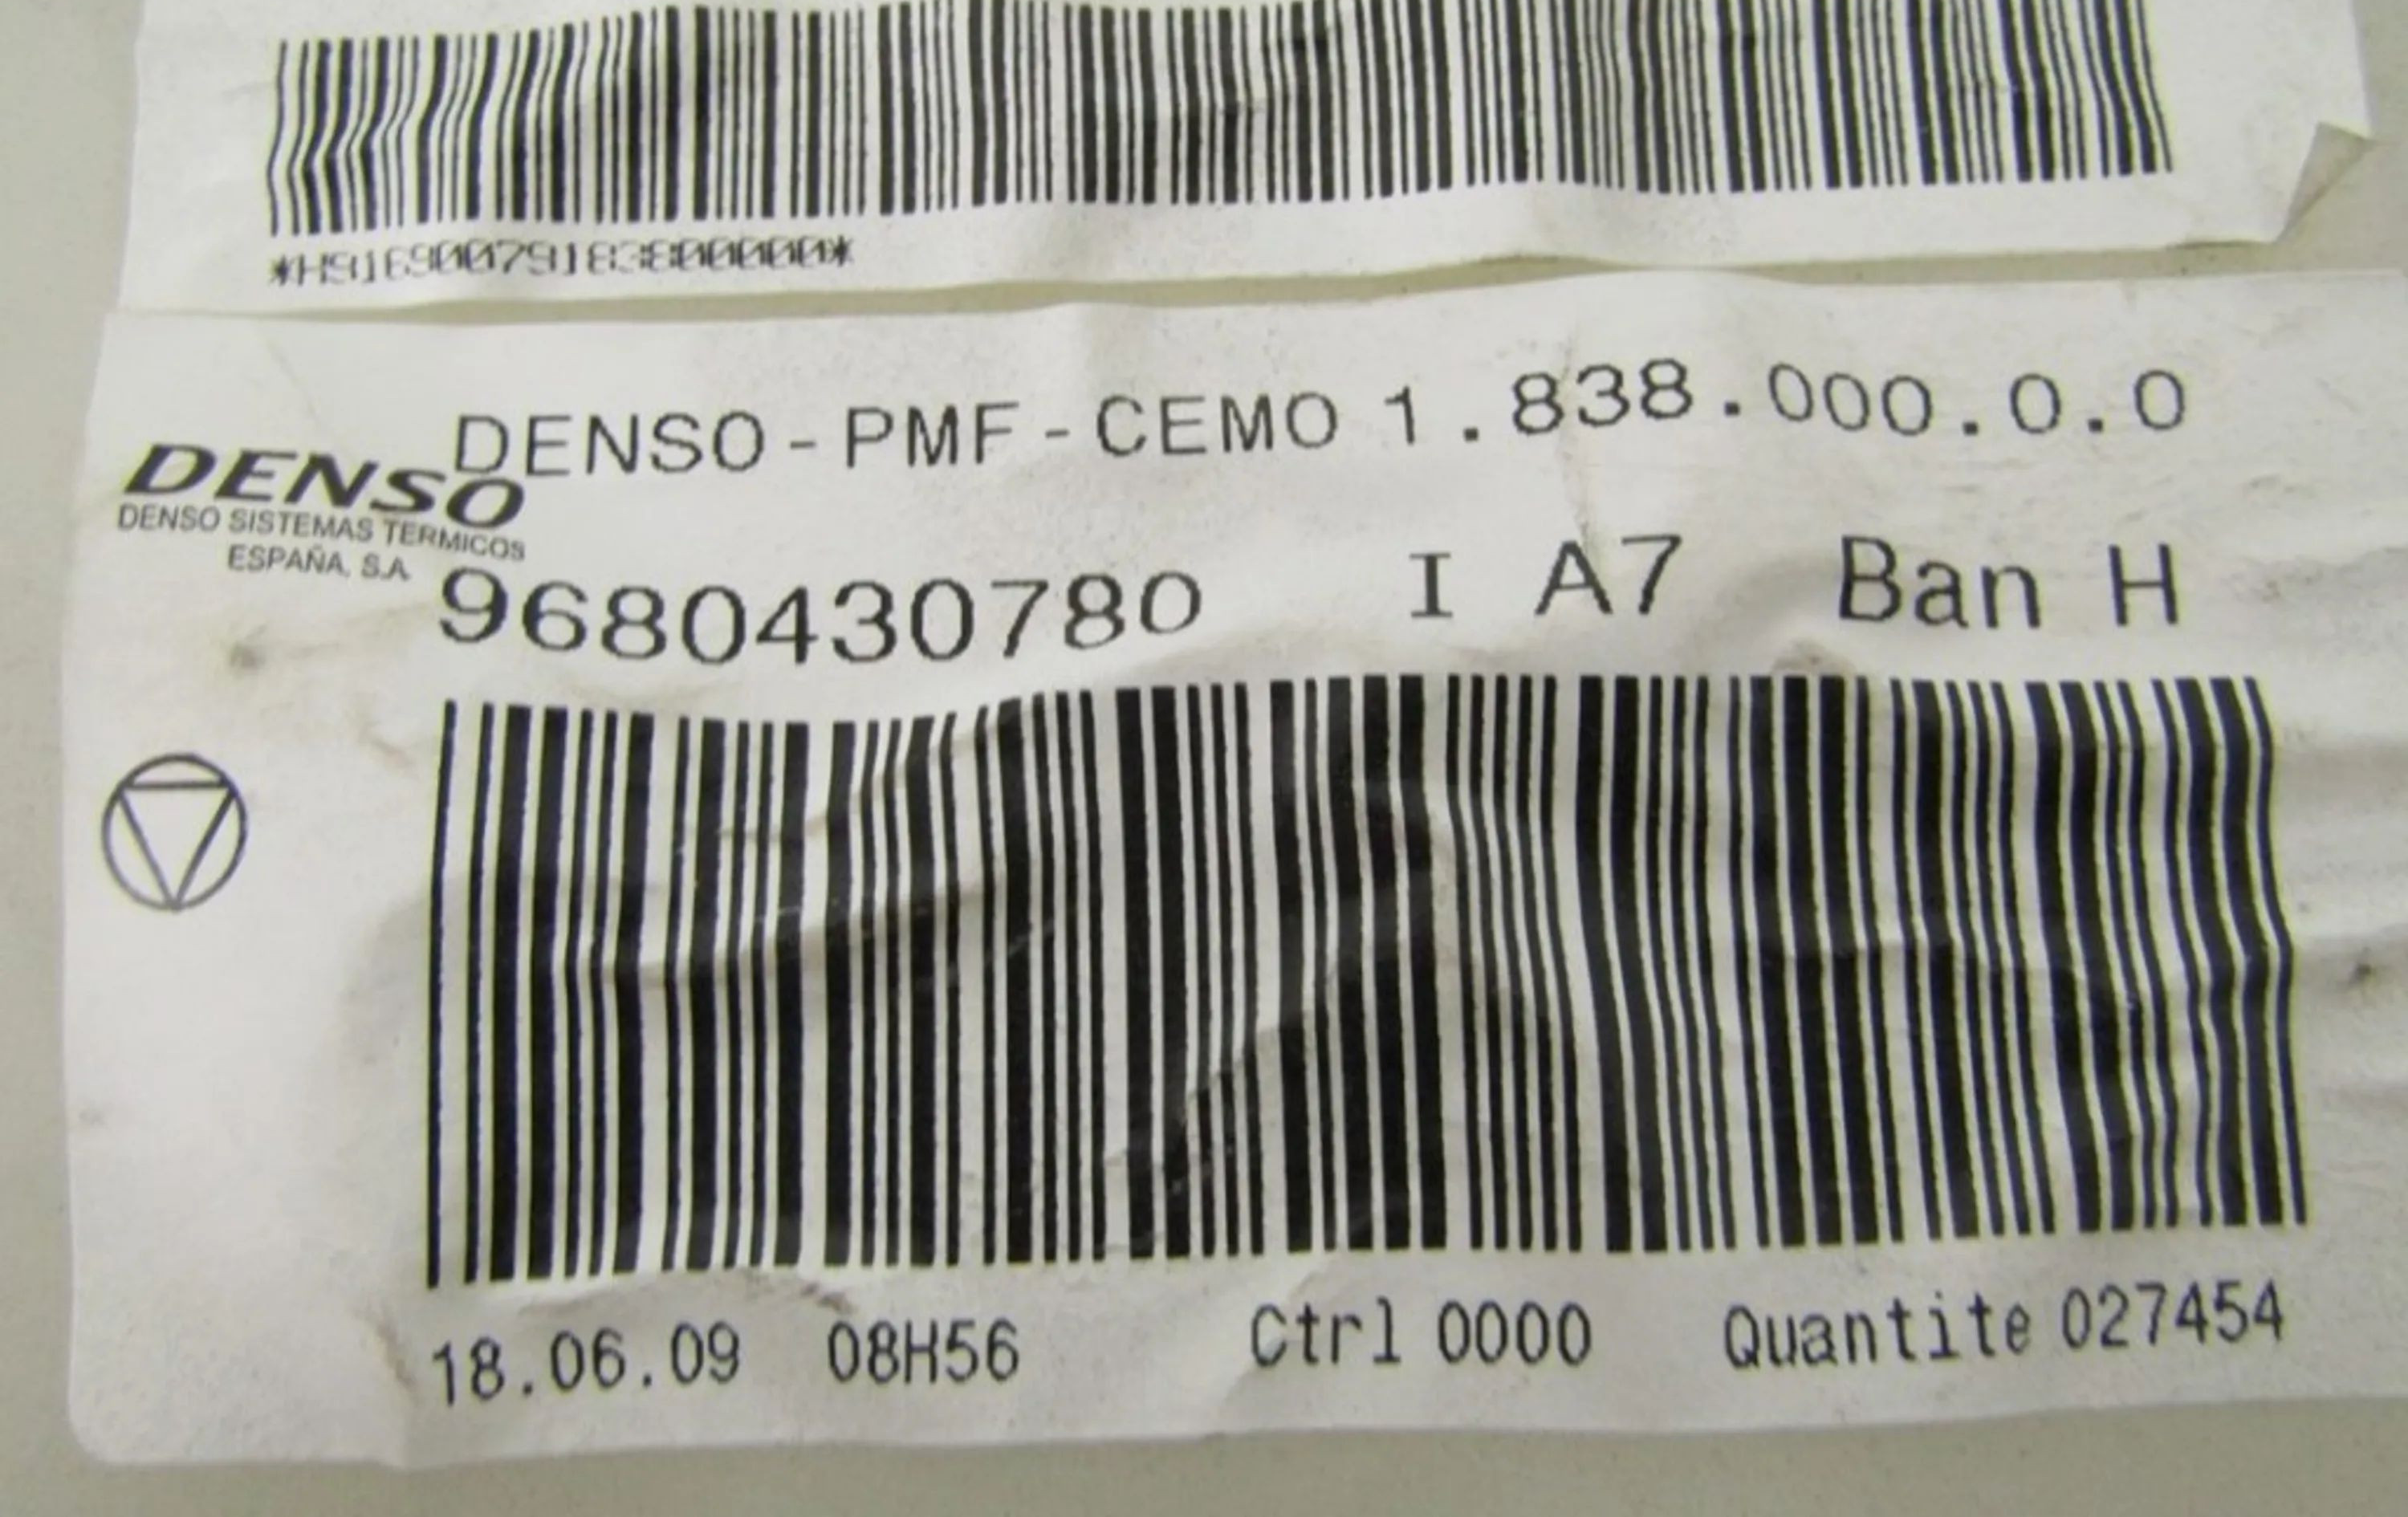 DENSO-PMF-CEMO 1.838.000.0.0
DENSO
DENSO SISTEMAS TERMICOS
ESPAÑA, S.A.
9680430780 I A7 Ban H
18.06.09 08H56 Ctrl 0000 Quantite 027454